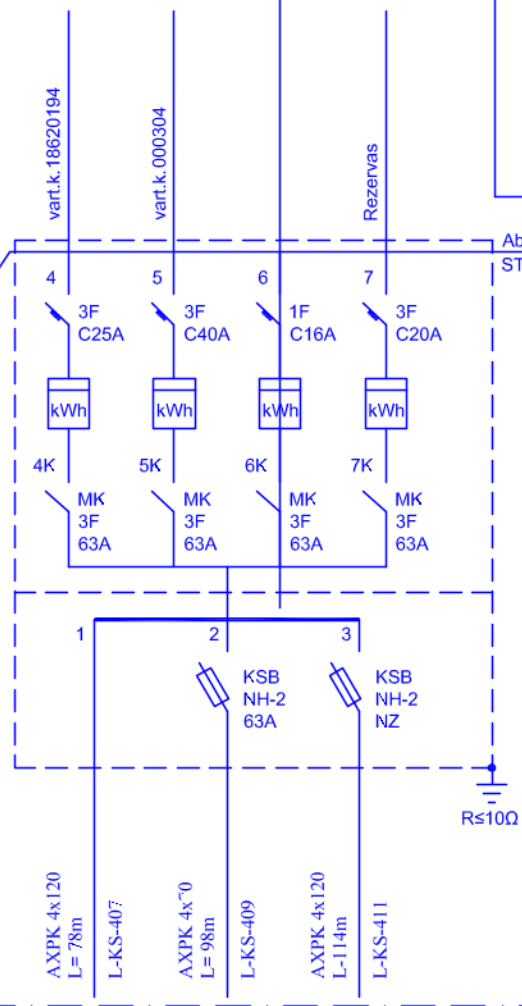 vart.k.18620194
vart.k.000304
Rezervas
Ab
ST
4
5
6
7
3F
C25A
3F
C40A
1F
C16A
3F
C20A
kWh
kWh
kWh
kWh
4K
5K
6K
7K
MK
3F
63A
MK
3F
63A
MK
3F
63A
MK
3F
63A
1
2
3
KSB
NH-2
63A
KSB
NH-2
NZ
R≤10Ω
AXPK 4x120
L= 78m
L-KS-407
AXPK
L= 98m
L-KS-409
AXPK 4x120
L-114m
L-KS-411